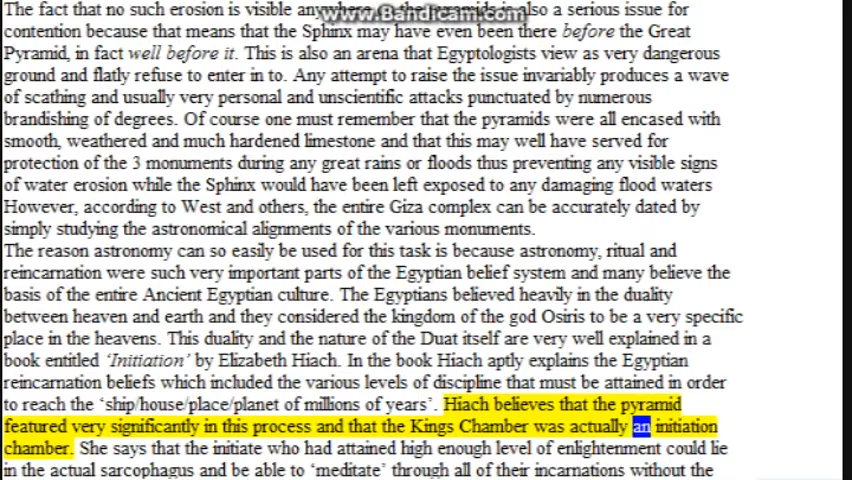 The fact that no such erosion is visible anywhere the pyramids is also a serious issue for
www.Bandicam.com
contention because that means that the Sphinx may have even been there before the Great
Pyramid, in fact well before it. This is also an arena that Egyptologists view as very dangerous
ground and flatly refuse to enter in to. Any attempt to raise the issue invariably produces a wave
of scathing and usually very personal and unscientific attacks punctuated by numerous
brandishing of degrees. Of course one must remember that the pyramids were all encased with
smooth, weathered and much hardened limestone and that this may well have served for
protection of the 3 monuments during any great rains or floods thus preventing any visible signs
of water erosion while the Sphinx would have been left exposed to any damaging flood waters
However, according to West and others, the entire Giza complex can be accurately dated by
simply studying the astronomical alignments of the various monuments.
The reason astronomy can so easily be used for this task is because astronomy, ritual and
reincarnation were such very important parts of the Egyptian belief system and many believe the
basis of the entire Ancient Egyptian culture. The Egyptians believed heavily in the duality
between heaven and earth and they considered the kingdom of the god Osiris to be a very specific
place in the heavens. This duality and the nature of the Duat itself are very well explained in a
book entitled ‘Initiation’ by Elizabeth Hiach. In the book Hiach aptly explains the Egyptian
reincarnation beliefs which included the various levels of discipline that must be attained in order
to reach the ‘ship/house/place/planet of millions of years’. Hiach believes that the pyramid
featured very significantly in this process and that the Kings Chamber was actually an initiation
chamber. She says that the initiate who had attained high enough level of enlightenment could lie
in the actual sarcophagus and be able to ‘meditate’ through all of their incarnations without the